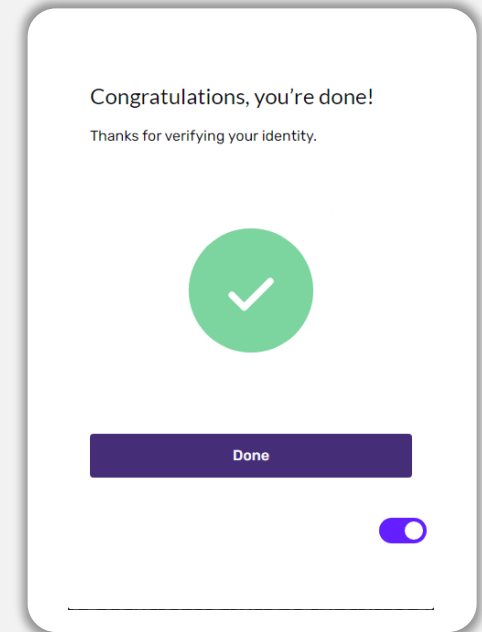 Congratulations, you’re done!
Thanks for verifying your identity.
Done